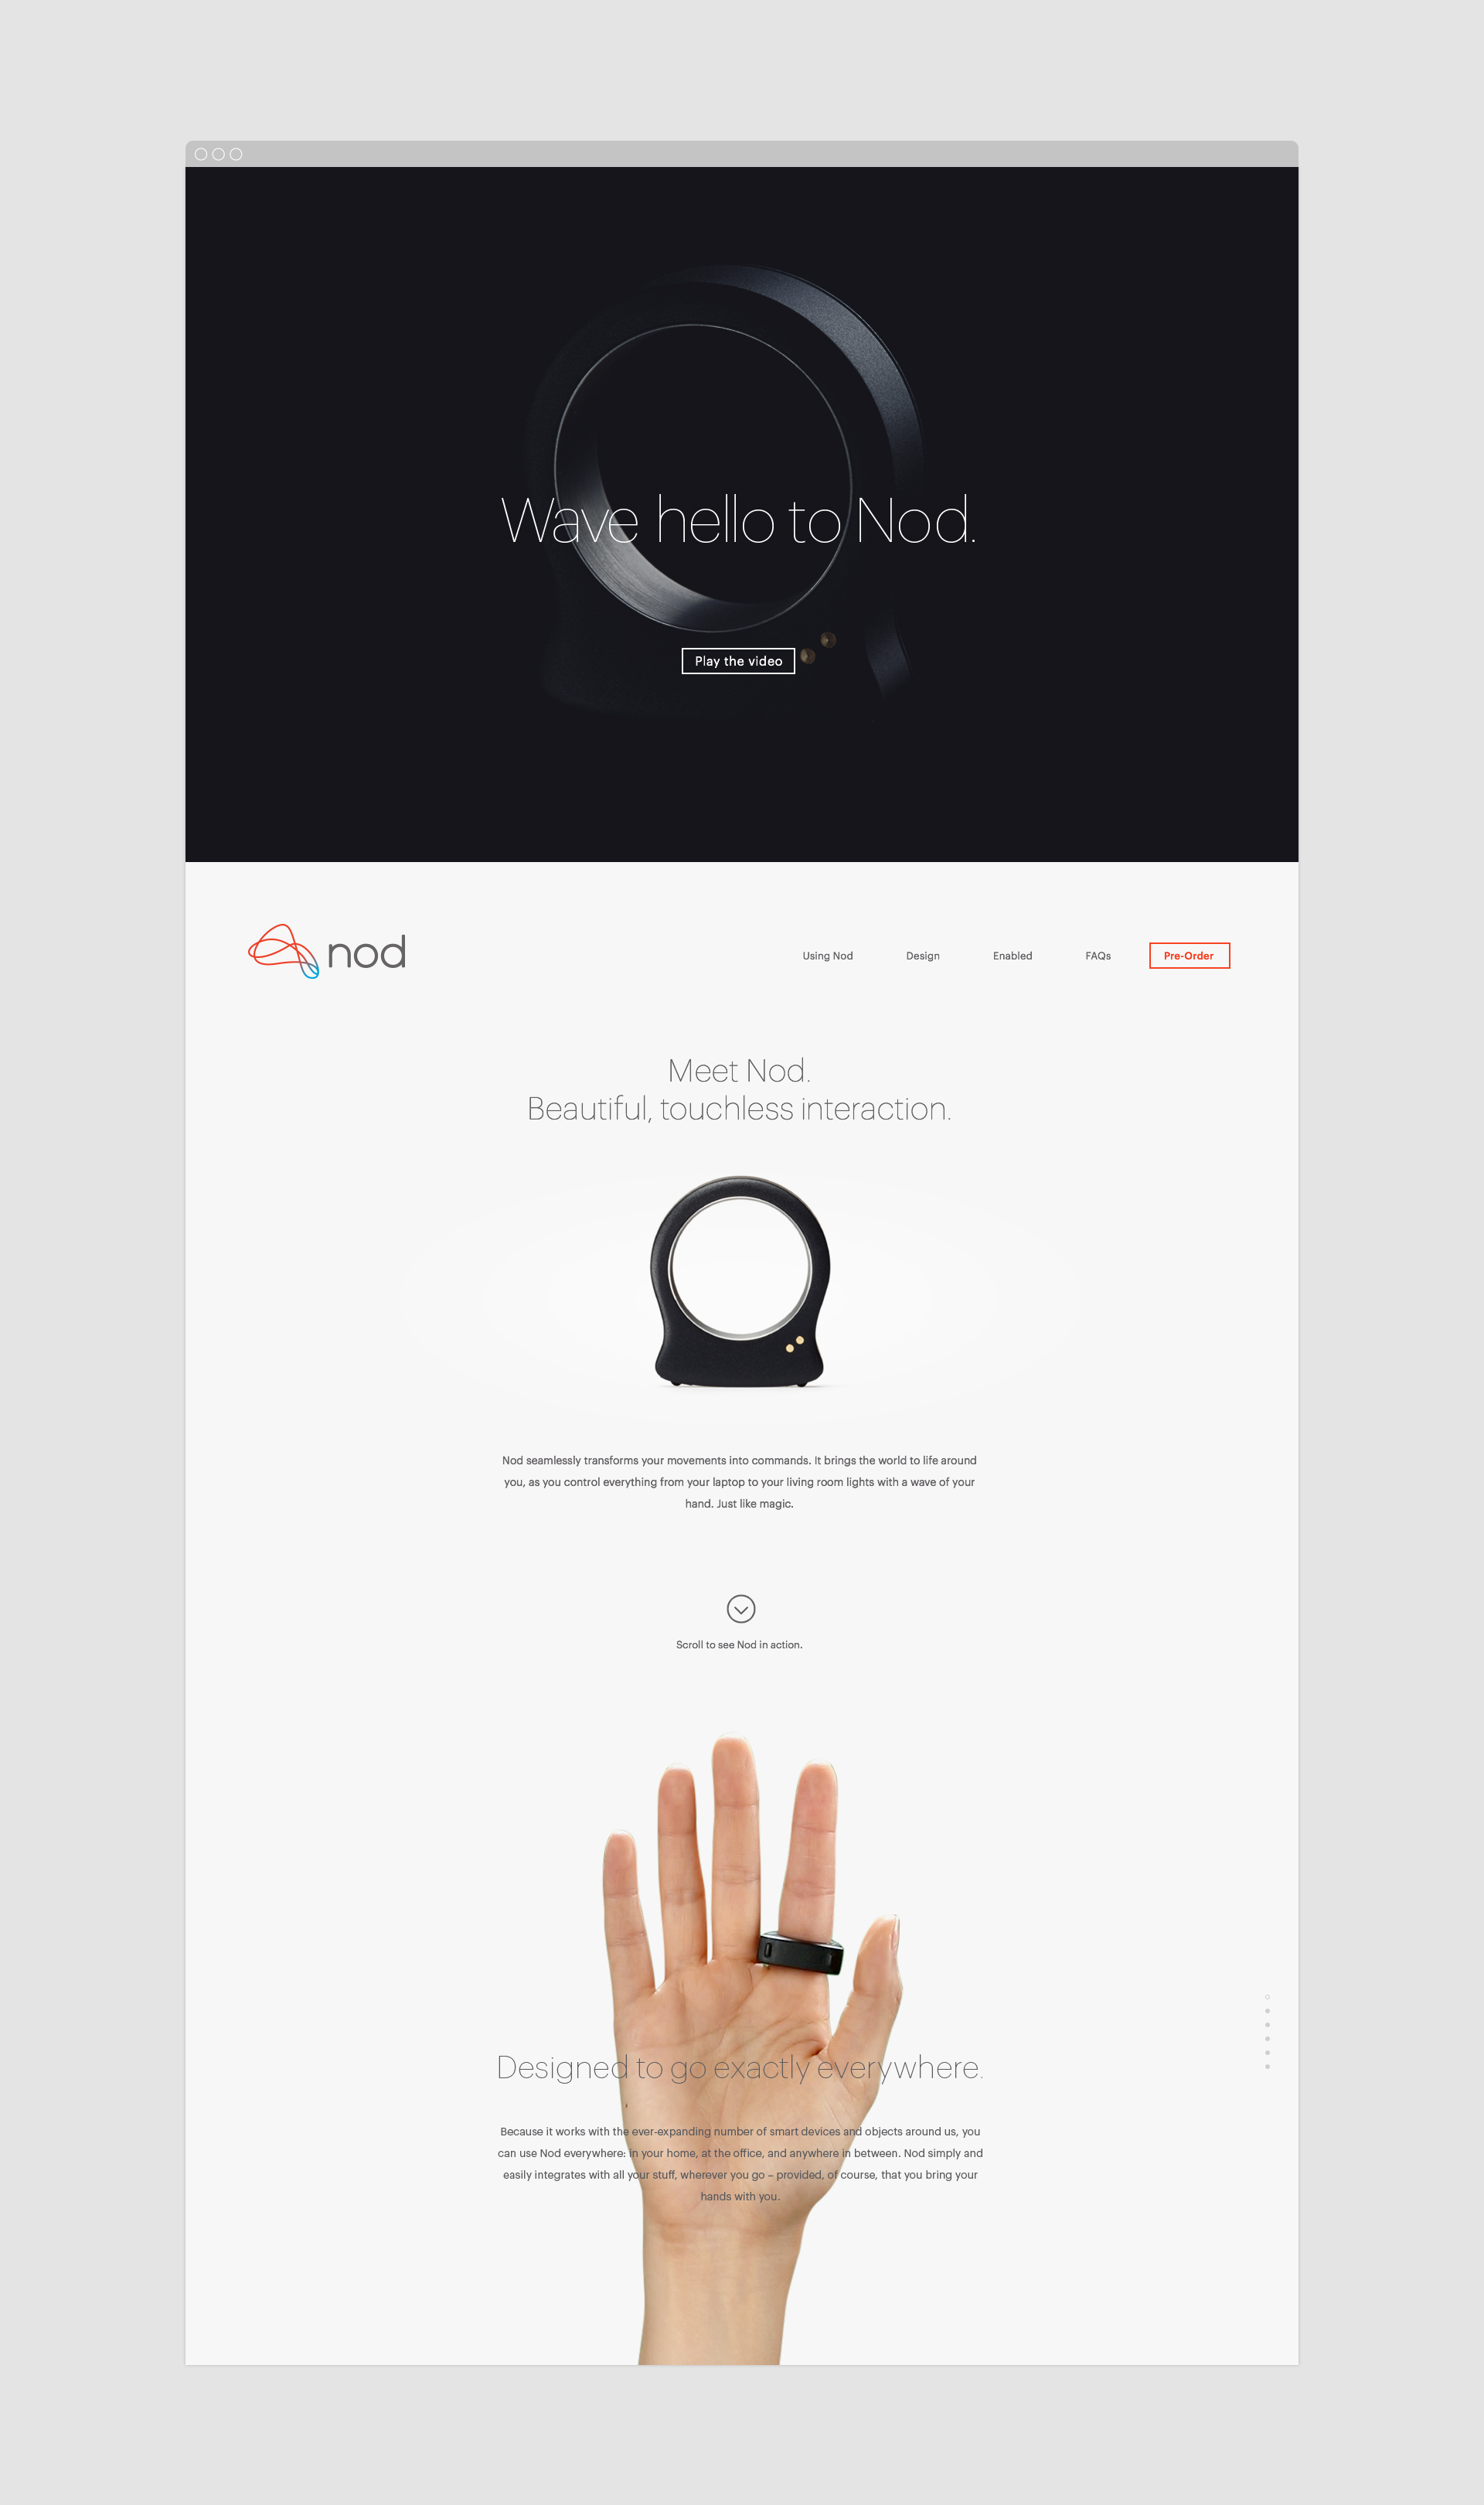 Wave hello to Nod.
Play the video
nod
Using Nod
Design
Enabled
FAQs
Pre-Order
Meet Nod.
Beautiful, touchless interaction.
Nod seamlessly transforms your movements into commands. It brings the world to life around
you, as you control everything from your laptop to your living room lights with a wave of your
hand. Just like magic.
Scroll to see Nod in action.
Designed to go exactly everywhere.
Because it works with the ever-expanding number of smart devices and objects around us, you
can use Nod everywhere: in your home, at the office, and anywhere in between. Nod simply and
easily integrates with all your stuff, wherever you go – provided, of course, that you bring your
hands with you.